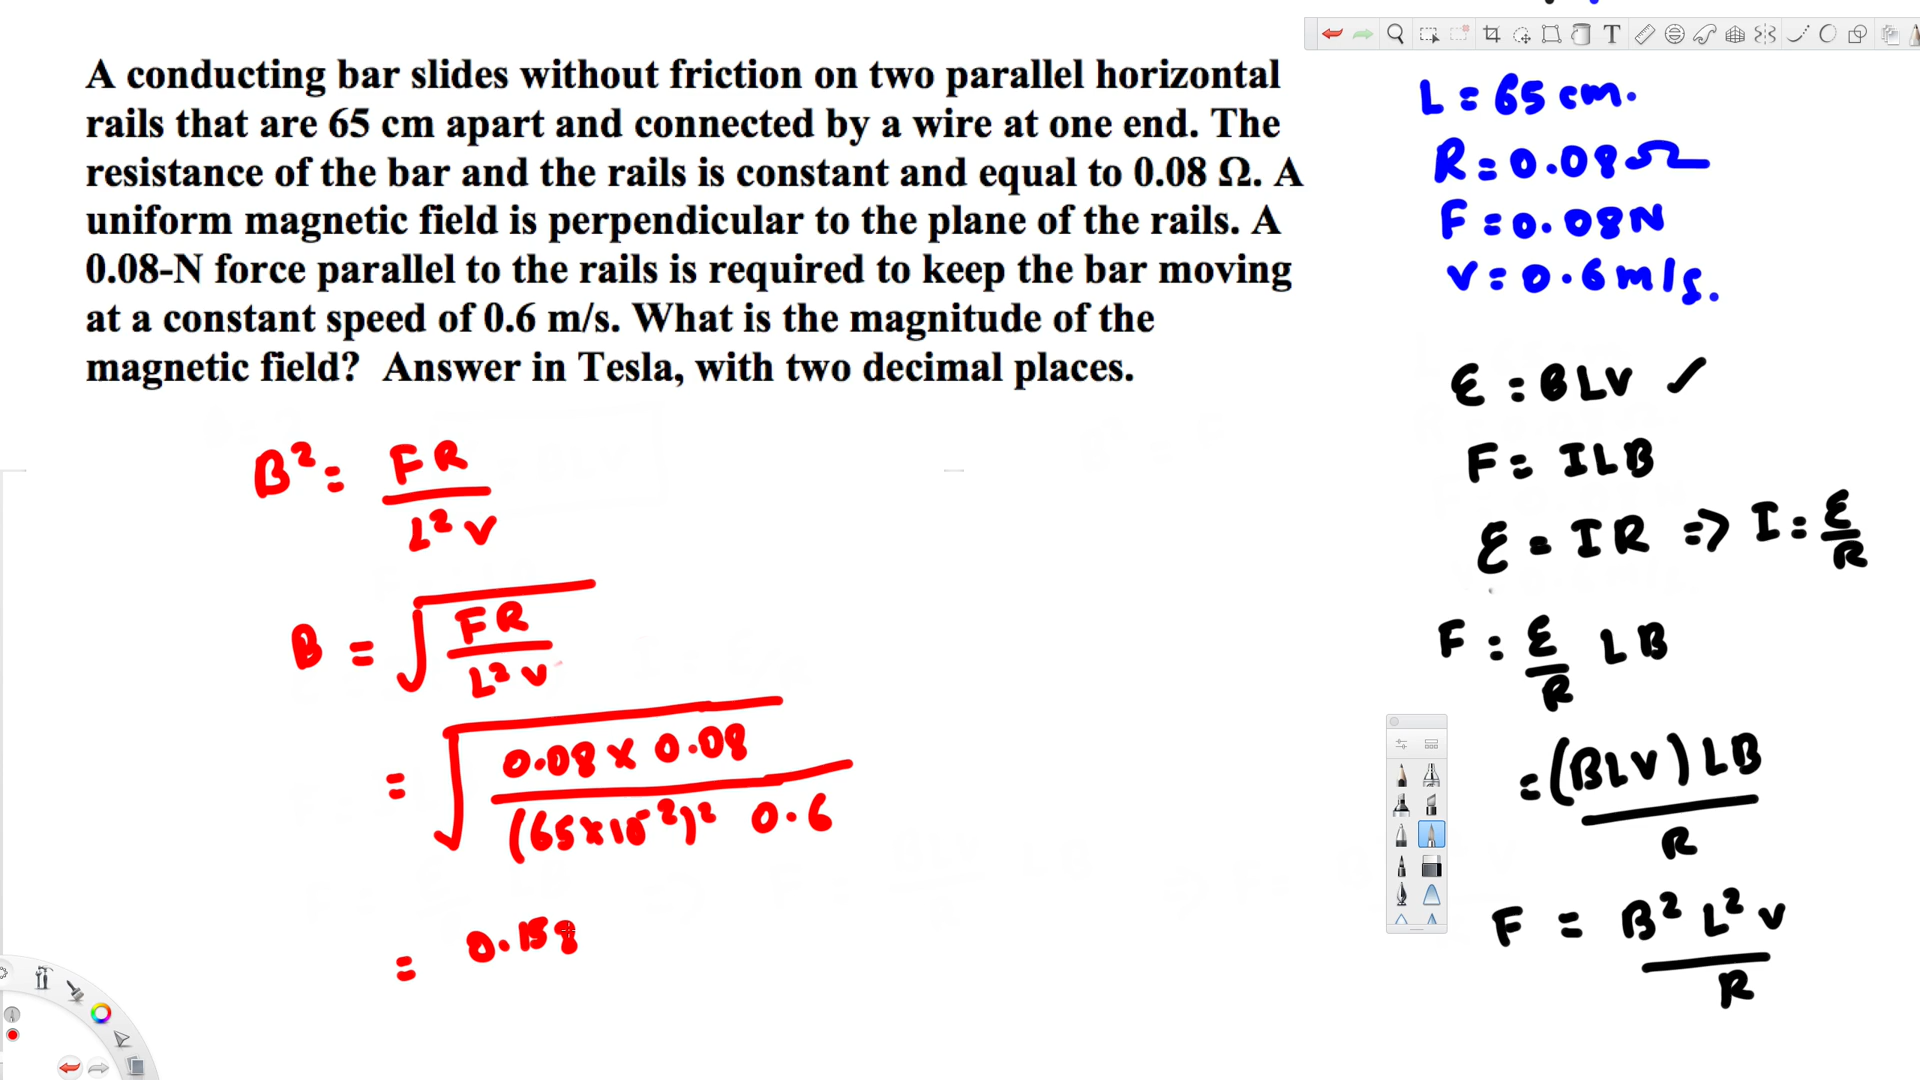 A conducting bar slides without friction on two parallel horizontal
rails that are 65 cm apart and connected by a wire at one end. The
resistance of the bar and the rails is constant and equal to 0.08 Ω. A
uniform magnetic field is perpendicular to the plane of the rails. A
0.08-N force parallel to the rails is required to keep the bar moving
at a constant speed of 0.6 m/s. What is the magnitude of the
magnetic field?  Answer in Tesla, with two decimal places.
B² = FR / L² V
B = √(FR / L² V)
= √(0.08 × 0.08 / (65×10⁻²)² 0.6)
= 0.158
L = 65 cm.
R = 0.08 Ω
F = 0.08 N
V = 0.6 m/s.
ε = BLV ✓
F = ILB
ε = IR ⇒ I = ε/R
F = ε/R LB
= (BLV) LB / R
F = B² L² V / R